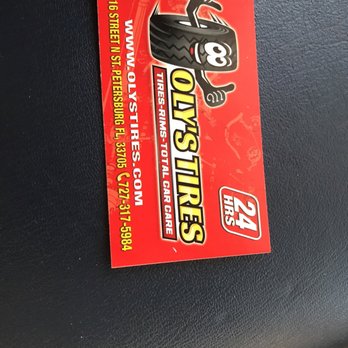 24
HRS
OLY'S TIRES
TIRES-RIMS-TOTAL CAR CARE
WWW.OLYSTIRES.COM
16 STREET N ST. PETERSBURG FL, 33705 727-317-5984